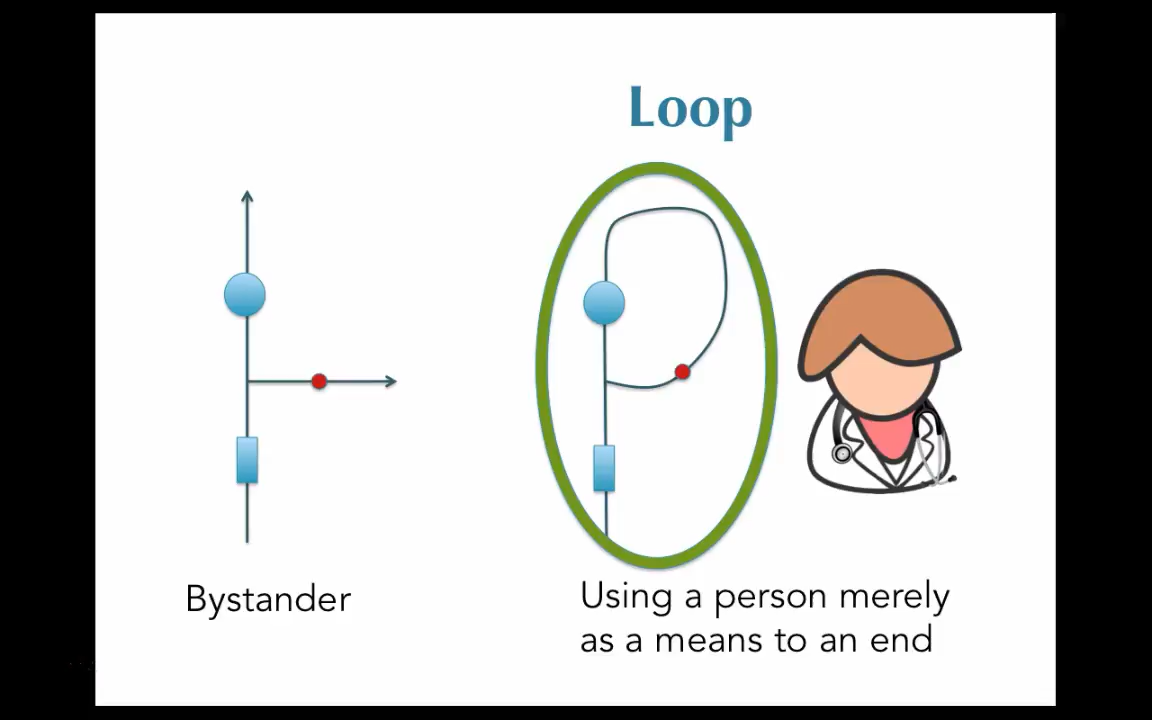 Loop
Bystander
Using a person merely
as a means to an end